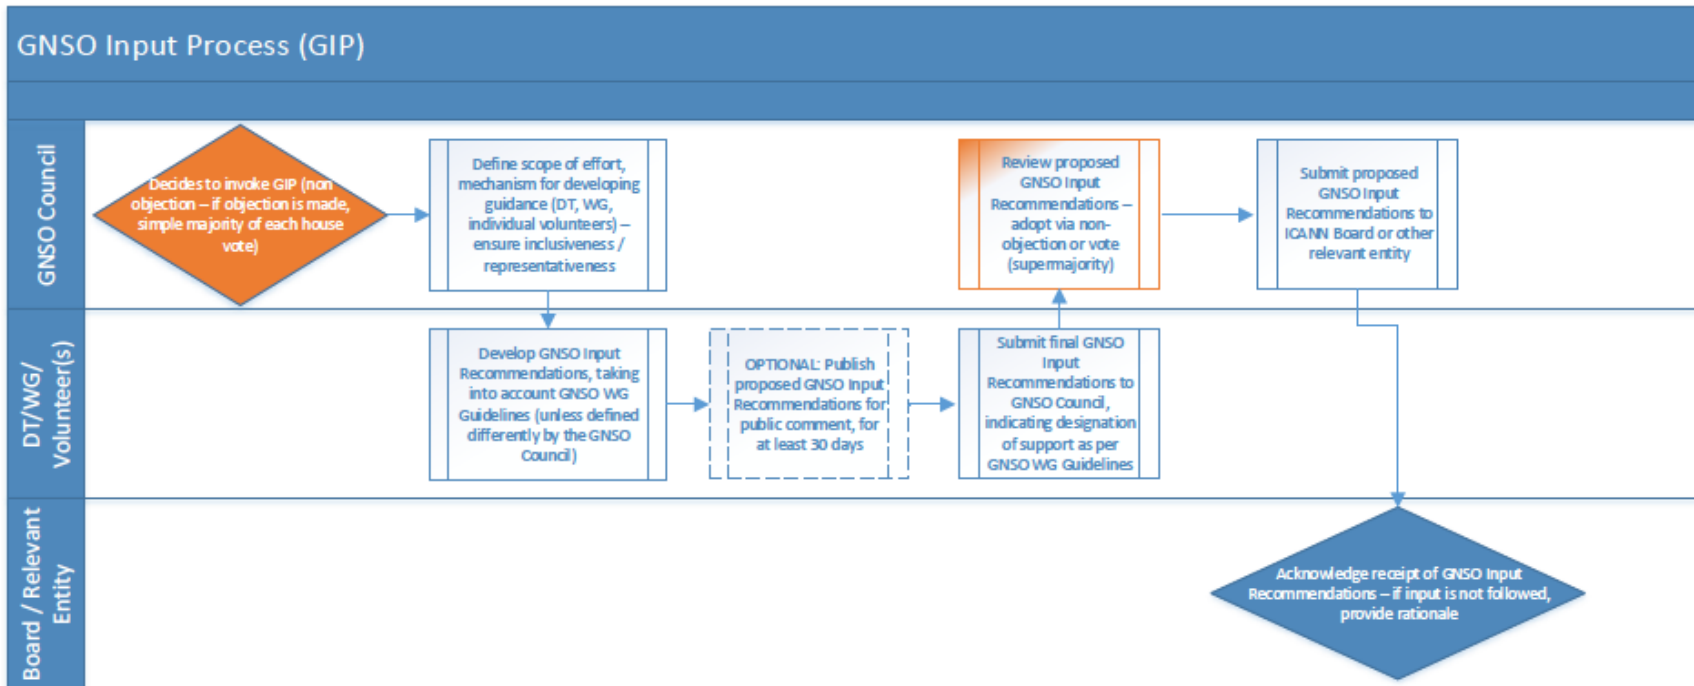 GNSO Input Process (GIP)
GNSO Council
Decides to invoke GIP (non
objection – if objection is made,
simple majority of each house
vote)
Define scope of effort,
mechanism for developing
guidance (DT, WG,
individual volunteers) –
ensure inclusiveness /
representativeness
Review proposed
GNSO Input
Recommendations –
adopt via non-
objection or vote
(supermajority)
Submit proposed
GNSO Input
Recommendations to
ICANN Board or other
relevant entity
DT/WG/
Volunteer(s)
Develop GNSO Input
Recommendations, taking
into account GNSO WG
Guidelines (unless defined
differently by the GNSO
Council)
OPTIONAL: Publish
proposed GNSO Input
Recommendations for
public comment, for
at least 30 days
Submit final GNSO
Input
Recommendations to
GNSO Council,
indicating designation
of support as per
GNSO WG Guidelines
Board / Relevant
Entity
Acknowledge receipt of GNSO Input
Recommendations – if input is not followed,
provide rationale